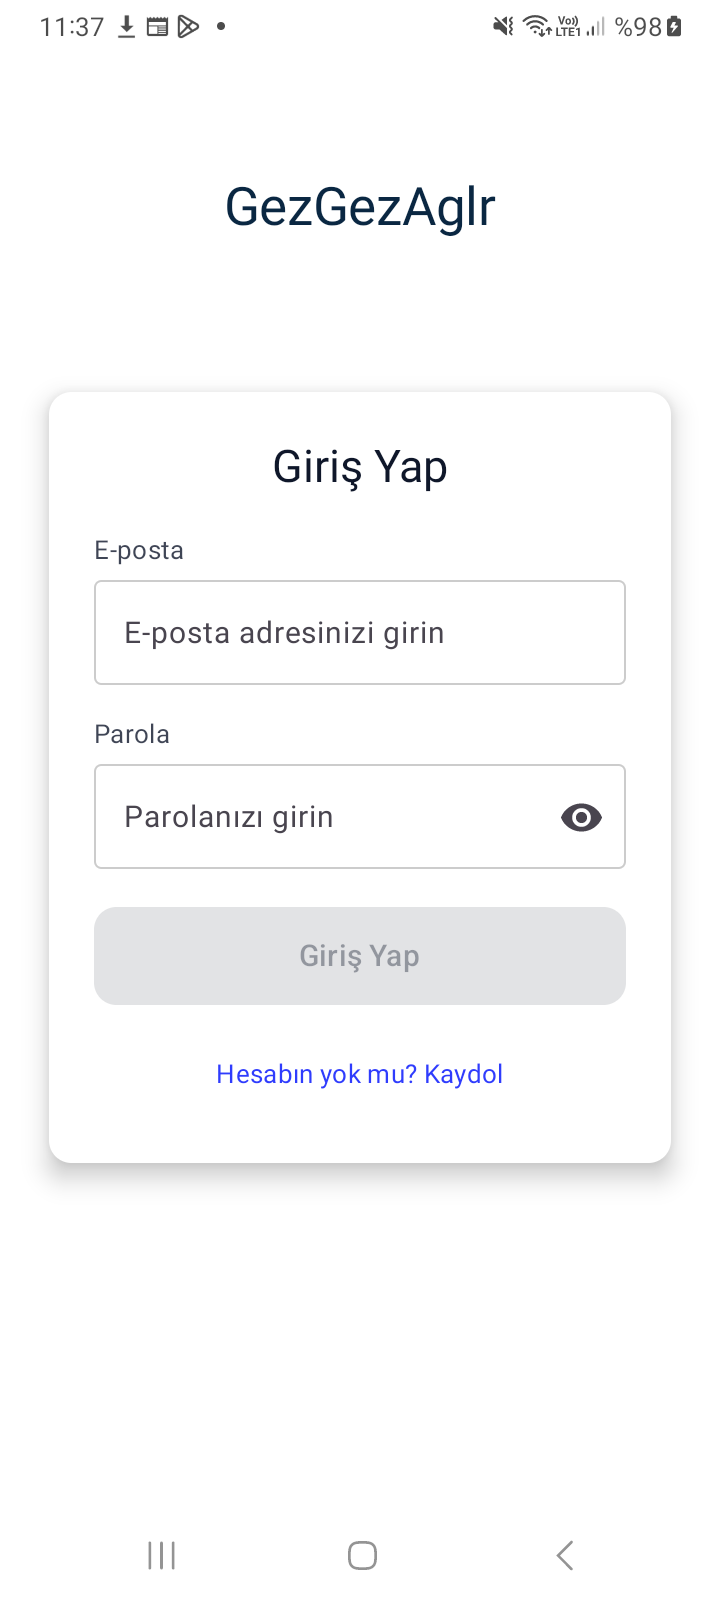 11:37
Vo)) LTE1 %98
GezGezAglr
Giriş Yap
E-posta
E-posta adresinizi girin
Parola
Parolanızı girin
Giriş Yap
Hesabın yok mu? Kaydol